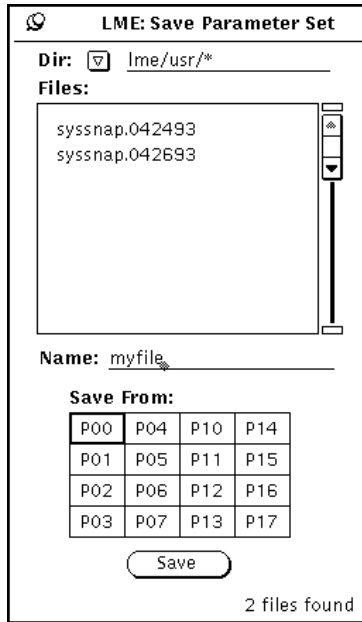 LME: Save Parameter Set
Dir: lme/usr/*
Files:
syssnap.042493
syssnap.042693
Name: myfile
Save From:
P00 P04 P10 P14
P01 P05 P11 P15
P02 P06 P12 P16
P03 P07 P13 P17
Save
2 files found